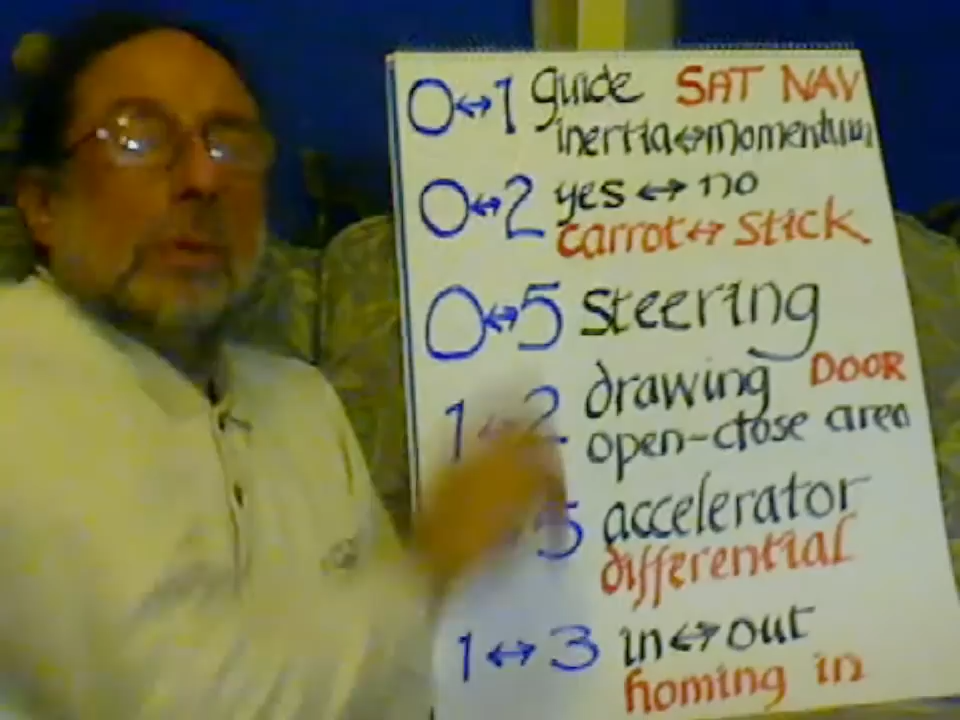 0↔1 guide SAT NAV
inertia↔momentum
0↔2 yes↔no
carrot↔stick
0↔5 steering
1↔2 drawing DOOR
open-close area
5 accelerator
differential
1↔3 in↔out
homing in